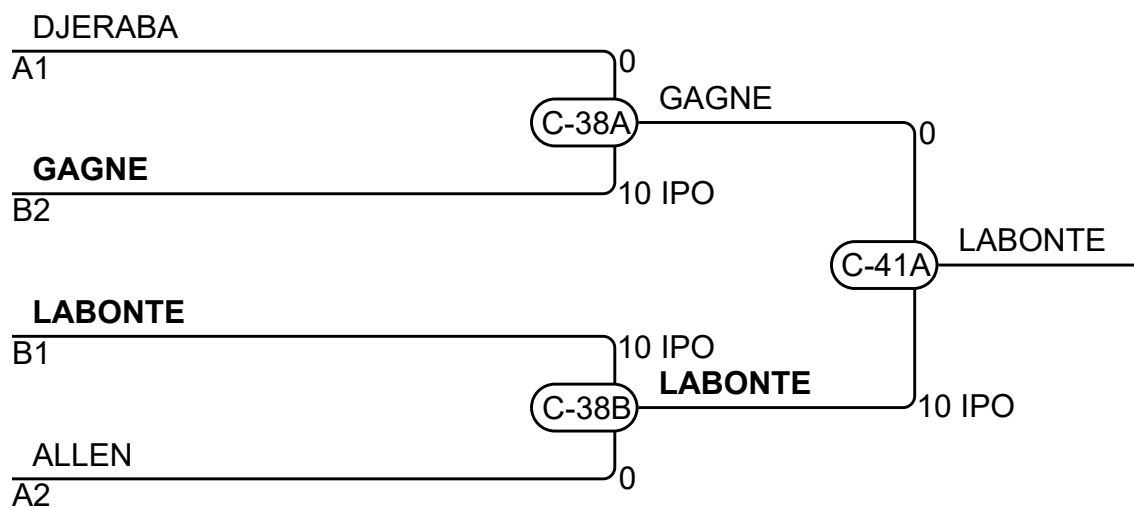 DJERABA
A1
0
C-38A
GAGNE
GAGNE
B2
10 IPO
0
C-41A
LABONTE
LABONTE
B1
10 IPO
LABONTE
C-38B
10 IPO
ALLEN
A2
0